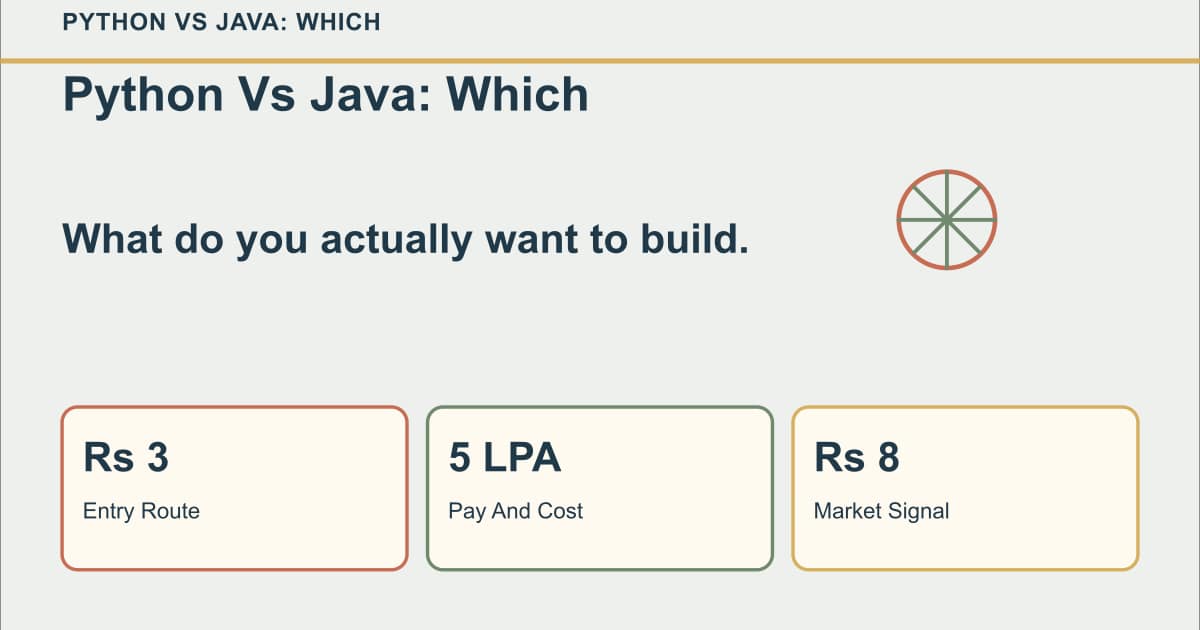 PYTHON VS JAVA: WHICH
Python Vs Java: Which
What do you actually want to build.
Rs 3
Entry Route
5 LPA
Pay And Cost
Rs 8
Market Signal